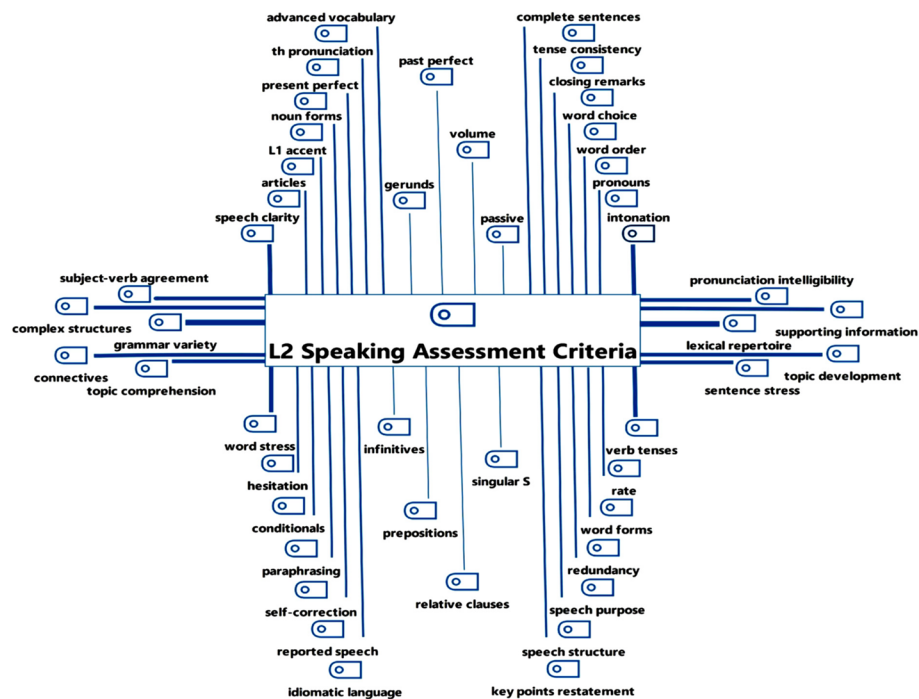 advanced vocabulary
th pronunciation
present perfect
noun forms
L1 accent
articles
speech clarity
past perfect
volume
gerunds
passive
complete sentences
tense consistency
closing remarks
word choice
word order
pronouns
intonation
subject-verb agreement
complex structures
grammar variety
connectives
topic comprehension
L2 Speaking Assessment Criteria
pronunciation intelligibility
supporting information
lexical repertoire
topic development
sentence stress
word stress
hesitation
conditionals
paraphrasing
self-correction
reported speech
idiomatic language
infinitives
singular S
prepositions
relative clauses
verb tenses
rate
word forms
redundancy
speech purpose
speech structure
key points restatement